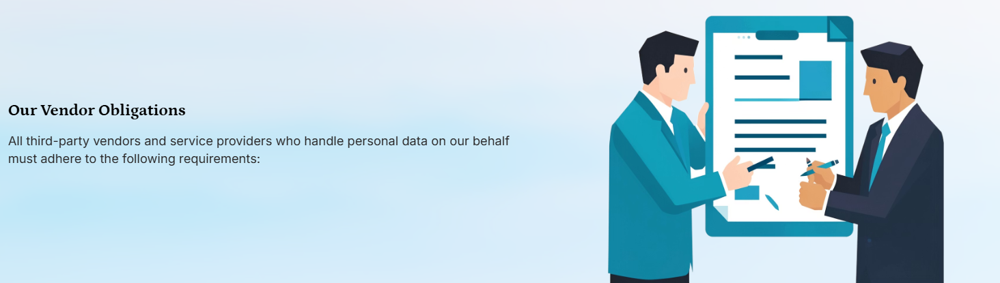 Our Vendor Obligations
All third-party vendors and service providers who handle personal data on our behalf
must adhere to the following requirements: